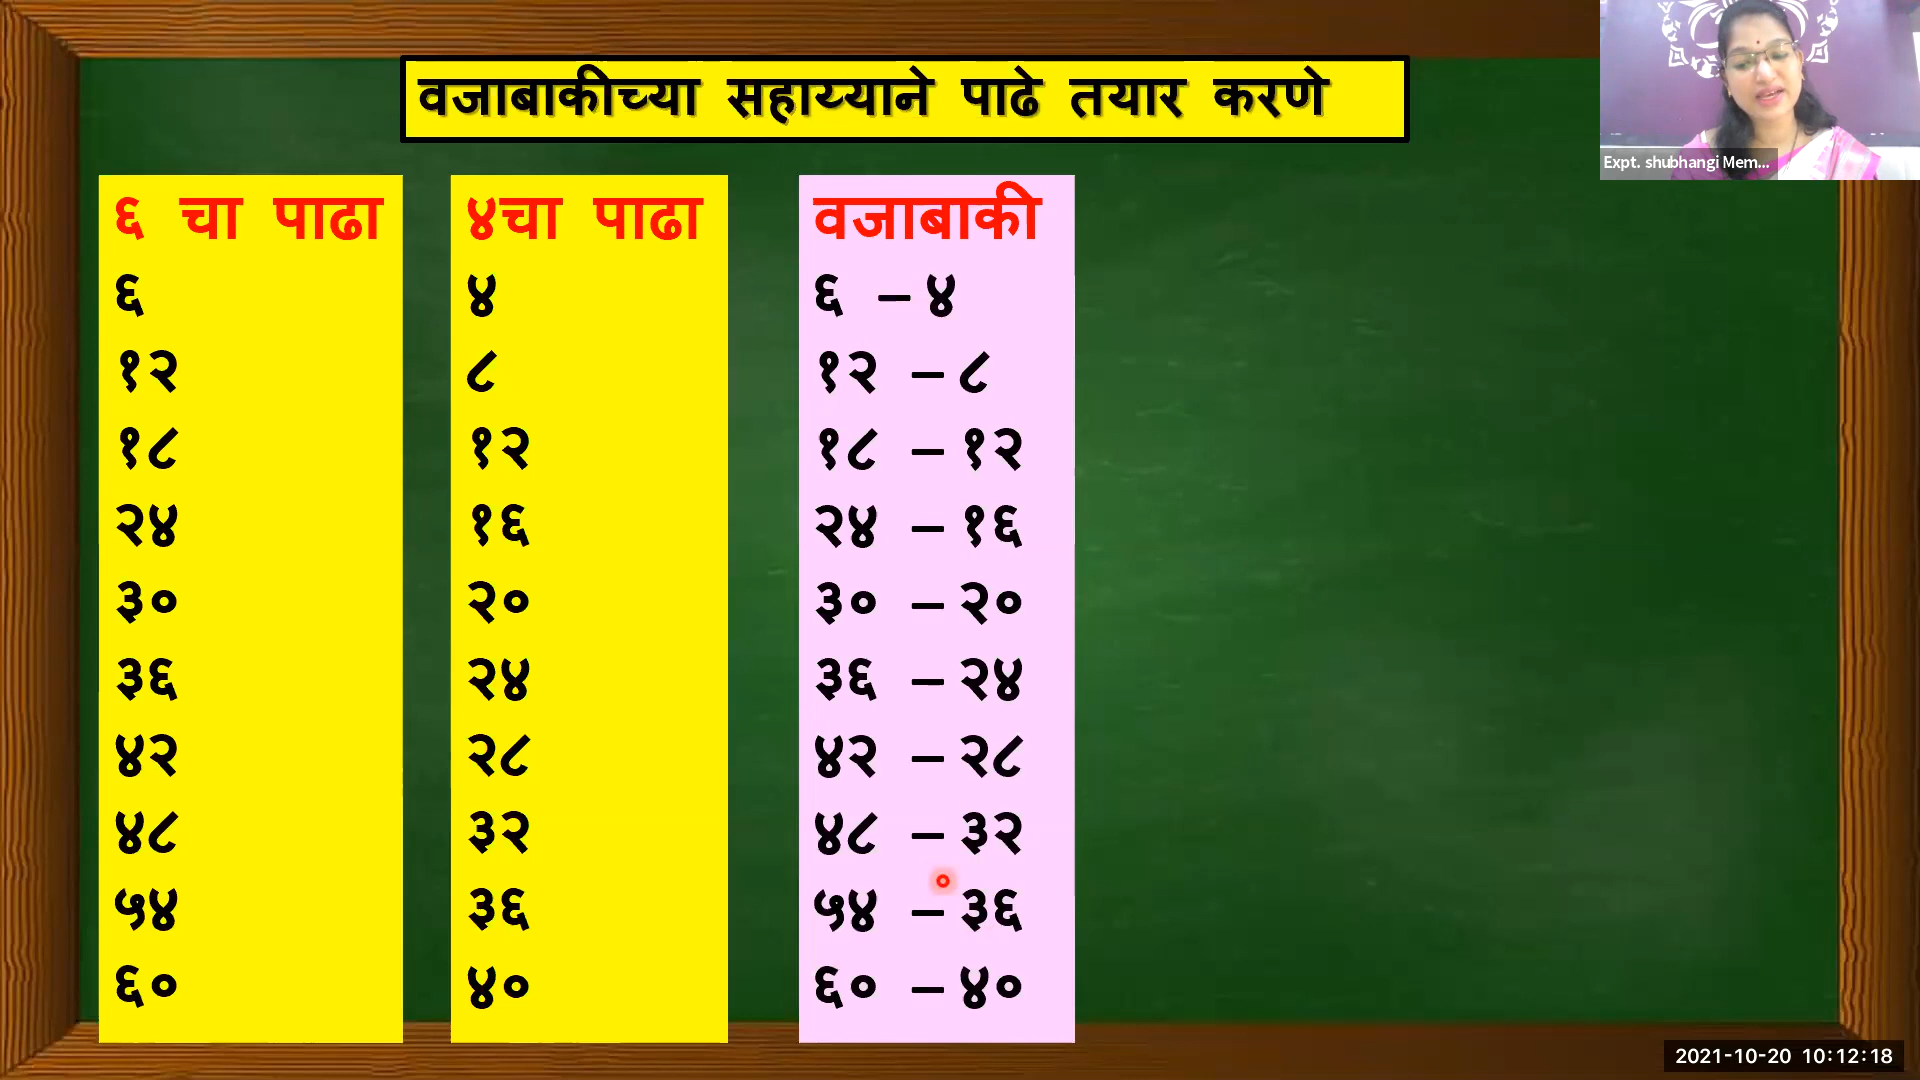 वजाबाकीच्या सहाय्याने पाढे तयार करणे
Expt. shubhangi Mem...
६ चा पाढा
६
१२
१८
२४
३०
३६
४२
४८
५४
६०
४चा पाढा
४
८
१२
१६
२०
२४
२८
३२
३६
४०
वजाबाकी
६ – ४
१२ – ८
१८ – १२
२४ – १६
३० – २०
३६ – २४
४२ – २८
४८ – ३२
५४ – ३६
६० – ४०
2021-10-20 10:12:18